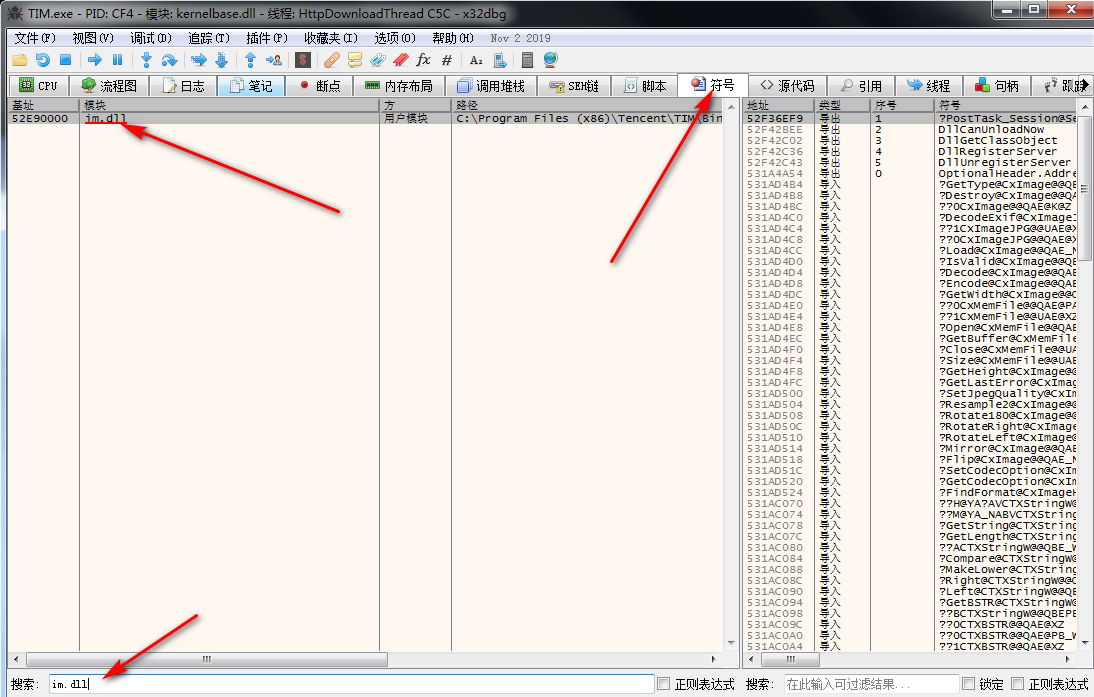 TIM.exe - PID: CF4 - 模块: kernelbase.dll - 线程: HttpDownloadThread C5C - x32dbg
文件(F) 视图(V) 调试(D) 追踪(T) 插件(P) 收藏夹(I) 选项(O) 帮助(H) Nov 2 2019
CPU 流程图 日志 笔记 断点 内存布局 调用堆栈 SEH链 脚本 符号 源代码 引用 线程 句柄 跟踪
基址 模块 方 路径 地址 类型 序号 符号
52E90000 im.dll 用户模块 C:\Program Files (x86)\Tencent\TIM\Bin 52F36EF9 导出 1 ?PostTask_Session@Se
52F42BEE 导出 2 DllCanUnloadNow
52F42C02 导出 3 DllGetClassObject
52F42C36 导出 4 DllRegisterServer
52F42C43 导出 5 DllUnregisterServer
531A4A54 导出 0 OptionalHeader.Addre
531AD4B4 导入 ?GetType@CxImage@@QB
531AD4B8 导入 ?Destroy@CxImage@@QA
531AD4BC 导入 ??0CxImage@@QAE@K@Z
531AD4C0 导入 ?DecodeExif@CxImageJ
531AD4C4 导入 ??1CxImageJPG@@UAE@X
531AD4C8 导入 ??0CxImageJPG@@QAE@X
531AD4CC 导入 ?Load@CxImage@@QAE_N
531AD4D0 导入 ?IsValid@CxImage@@QB
531AD4D4 导入 ?Decode@CxImage@@QAE
531AD4D8 导入 ?Encode@CxImage@@QAE
531AD4DC 导入 ?GetWidth@CxImage@@Q
531AD4E0 导入 ??0CxMemFile@@QAE@PA
531AD4E4 导入 ??1CxMemFile@@UAE@XZ
531AD4E8 导入 ?Open@CxMemFile@@QAE
531AD4EC 导入 ?GetBuffer@CxMemFile
531AD4F0 导入 ?Close@CxMemFile@@UA
531AD4F4 导入 ?Size@CxMemFile@@UAE
531AD4F8 导入 ?GetHeight@CxImage@@
531AD4FC 导入 ?GetLastError@CxImag
531AD500 导入 ?SetJpegQuality@CxIm
531AD504 导入 ?Resample2@CxImage@@
531AD508 导入 ?Rotate180@CxImage@@
531AD50C 导入 ?RotateRight@CxImage
531AD510 导入 ?RotateLeft@CxImage@
531AD514 导入 ?Mirror@CxImage@@QAE
531AD518 导入 ?Flip@CxImage@@QAE_N
531AD51C 导入 ?SetCodecOption@CxIm
531AD520 导入 ?GetCodecOption@CxIm
531AD524 导入 ?FindFormat@CxImageH
531AC070 导入 ??H@YA?AVCTXStringW@
531AC074 导入 ??M@YA_NABVCTXString
531AC078 导入 ?GetString@CTXString
531AC07C 导入 ?GetLength@CTXString
531AC080 导入 ??ACTXStringW@@QBE_W
531AC084 导入 ?Compare@CTXStringW@
531AC088 导入 ?MakeLower@CTXString
531AC08C 导入 ?Right@CTXStringW@@Q
531AC090 导入 ?Left@CTXStringW@@QB
531AC094 导入 ?GetBSTR@CTXStringW@
531AC098 导入 ??BCTXStringW@@QBEPB
531AC09C 导入 ??0CTXBSTR@@QAE@XZ
531AC0A0 导入 ??0CTXBSTR@@QAE@PB_W
531AC0A4 导入 ??1CTXBSTR@@QAE@XZ
搜索: im.dll 正则表达式 搜索: 在此输入可过滤结果... 锁定 正则表达式